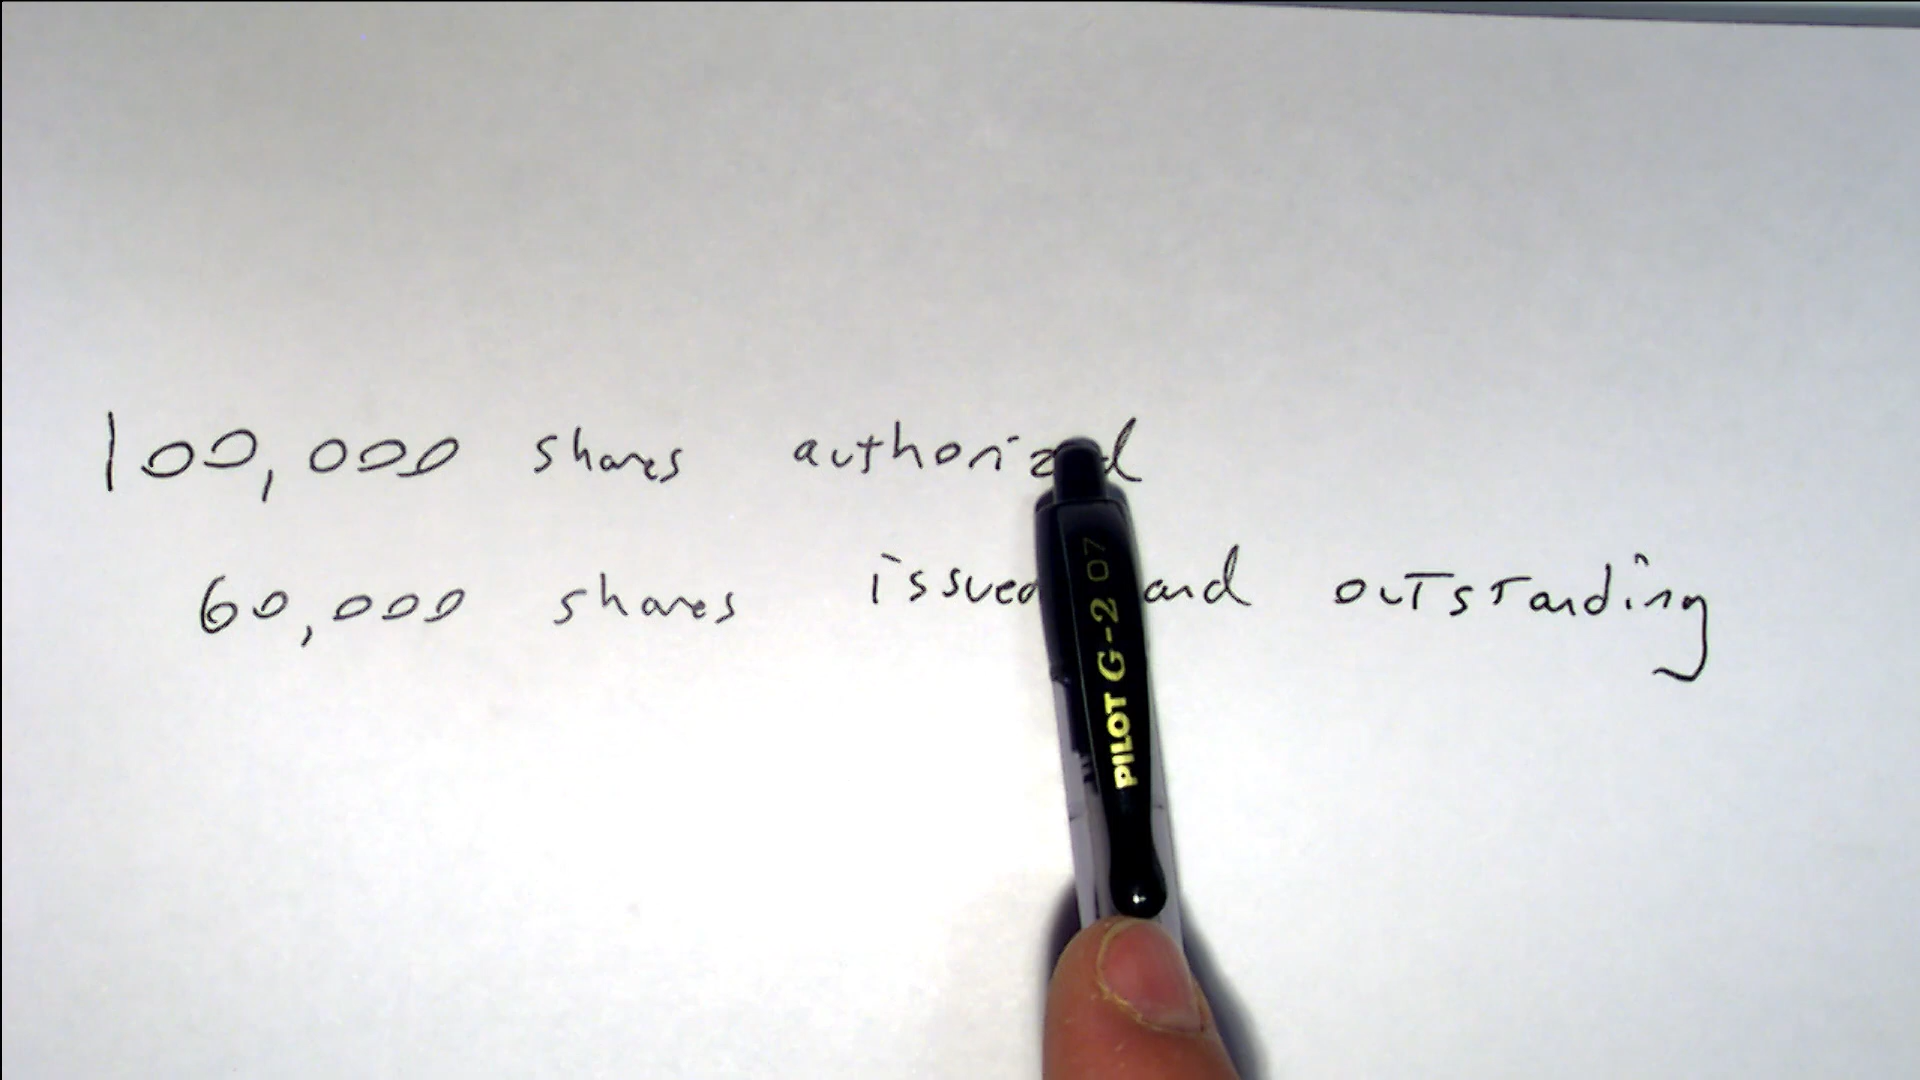 100,000 shares authorized
60,000 shares issued and outstanding
PILOT G-2 07